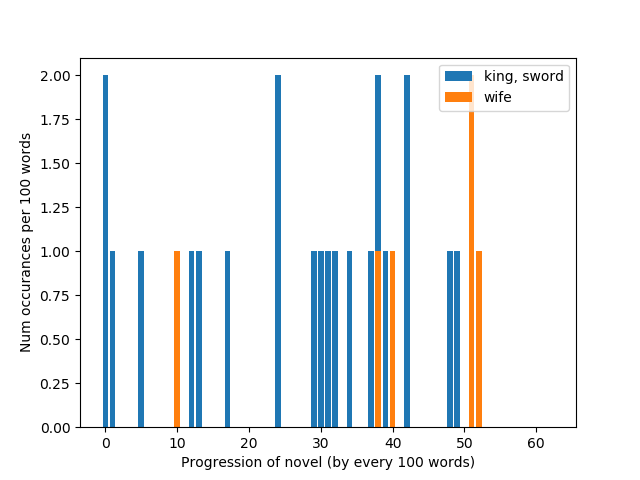 king, sword
wife
2.00
1.75
1.50
1.25
1.00
0.75
0.50
0.25
0.00
Num occurances per 100 words
0 10 20 30 40 50 60
Progression of novel (by every 100 words)